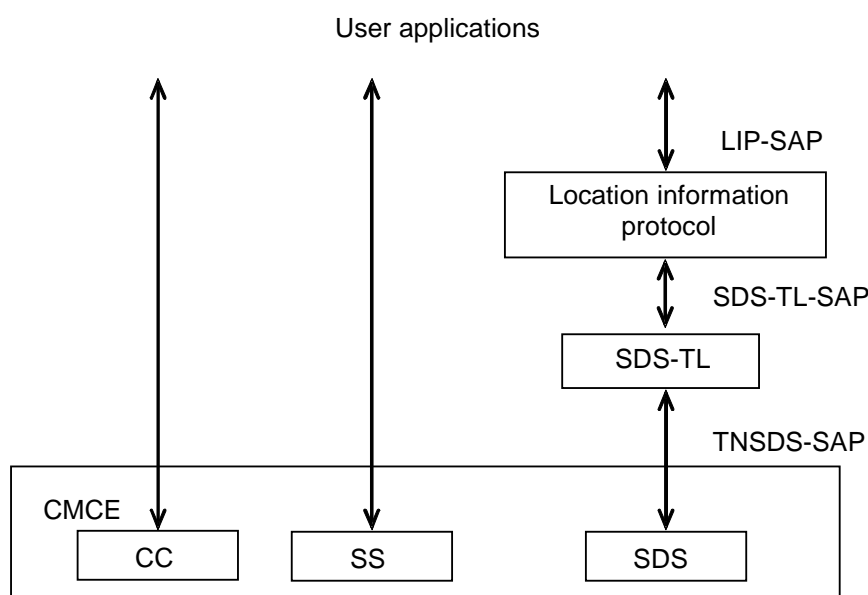 User applications
LIP-SAP
Location information
protocol
SDS-TL-SAP
SDS-TL
TNSDS-SAP
CMCE
CC
SS
SDS